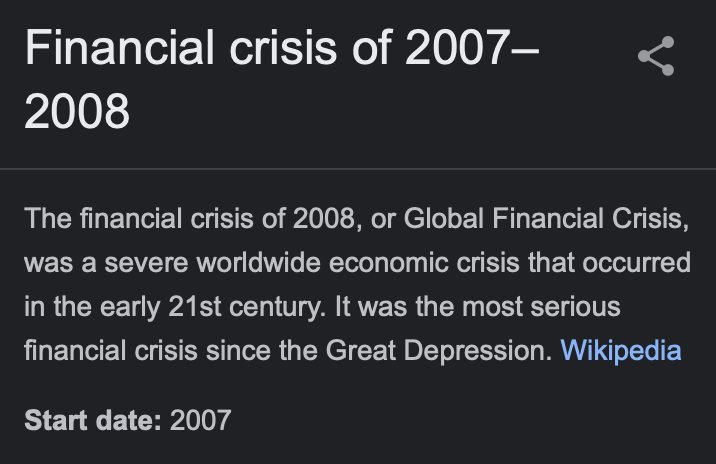 Financial crisis of 2007–
2008
The financial crisis of 2008, or Global Financial Crisis,
was a severe worldwide economic crisis that occurred
in the early 21st century. It was the most serious
financial crisis since the Great Depression. Wikipedia
Start date: 2007